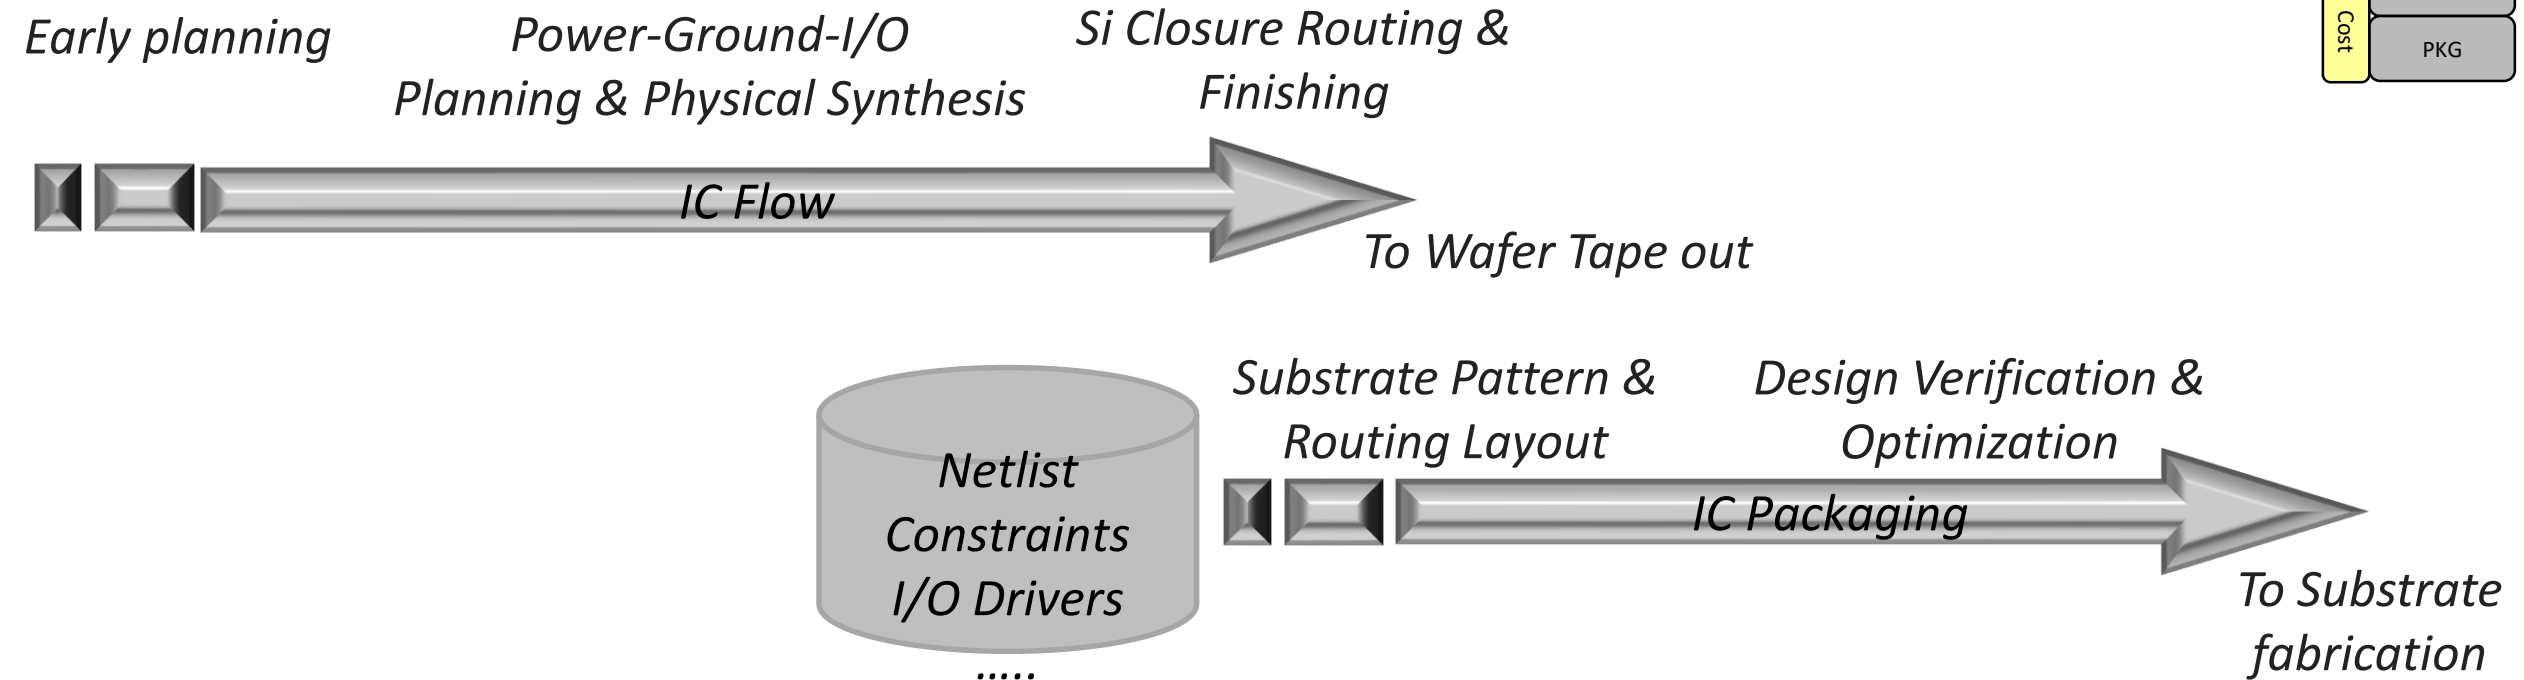 Early planning
Power-Ground-I/O
Planning & Physical Synthesis
Si Closure Routing &
Finishing
Cost
PKG
IC Flow
To Wafer Tape out
Netlist
Constraints
I/O Drivers
.....
Substrate Pattern &
Routing Layout
Design Verification &
Optimization
IC Packaging
To Substrate
fabrication